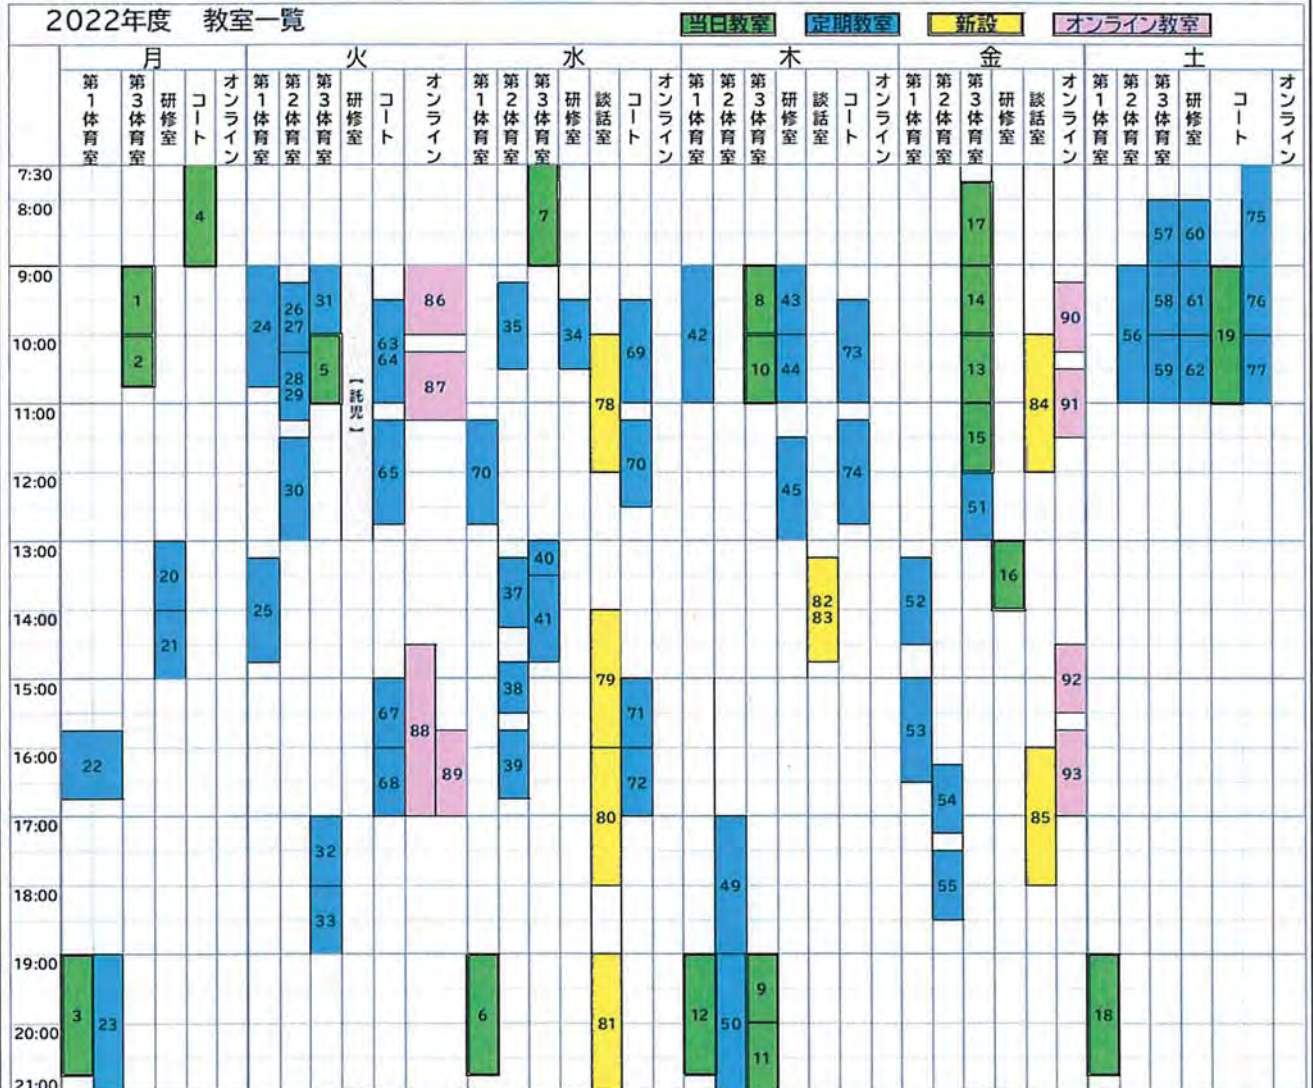 2022年度 教室一覧
当日教室 定期教室 新設 オンライン教室
月 火 水 木 金 土
第1体育室 第3体育室 研修室 コート オンライン 第1体育室 第2体育室 第3体育室 研修室 コート オンライン 第1体育室 第2体育室 第3体育室 研修室 談話室 コート オンライン 第1体育室 第2体育室 第3体育室 研修室 談話室 コート オンライン 第1体育室 第2体育室 第3体育室 研修室 談話室 オンライン 第1体育室 第2体育室 第3体育室 研修室 コート オンライン
7:30
8:00 4 7 17 57 60 75
9:00
1 24 26 27 31 63 64 86 35 34 69 42 8 43 73 14 90 56 58 61 19 76
10:00
2 28 29 5 【託児】 87 78 10 44 13 84 91 59 62 77
11:00
30 65 70 70 45 74 15
12:00
51
13:00
20 25 37 40 41 82 83 52 16
14:00
21 88 79 92
15:00
67 38 71 53
16:00
22 68 89 39 72 54 93
17:00
32 80 49 85
18:00
33 55
19:00
3 23 6 81 12 50 9 18
20:00
11
21:00